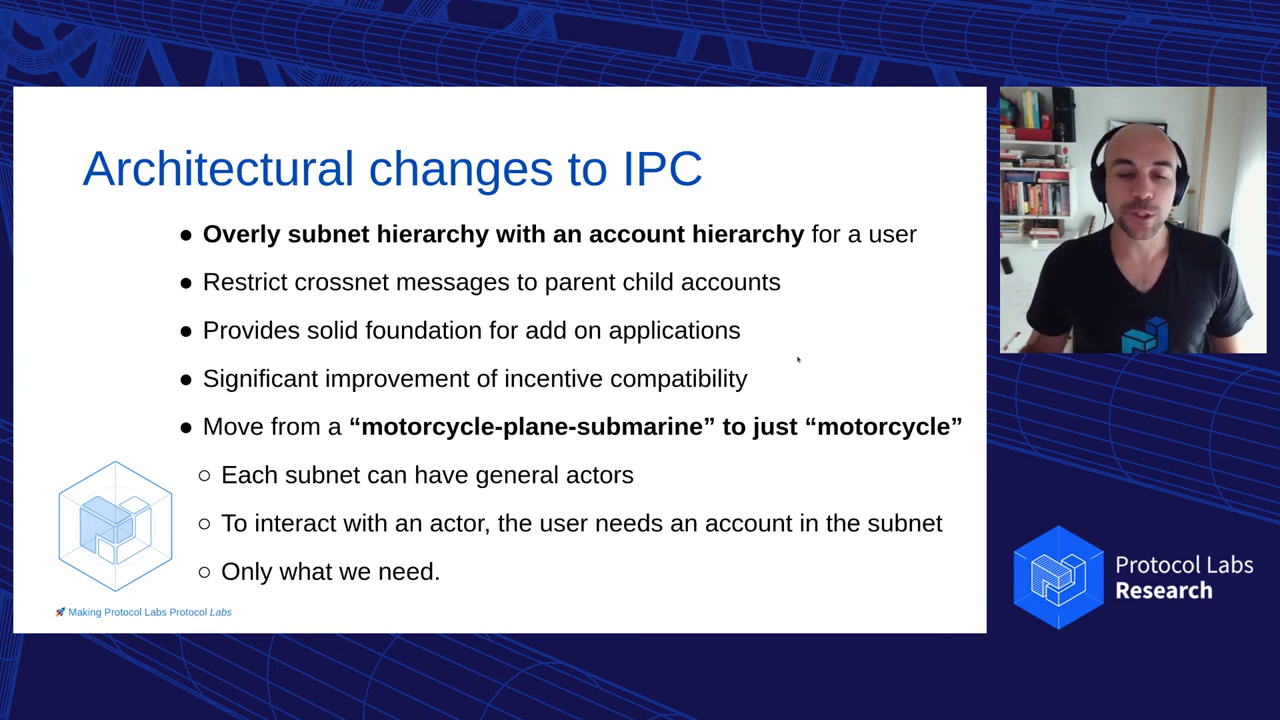 Architectural changes to IPC
● Overly subnet hierarchy with an account hierarchy for a user
● Restrict crossnet messages to parent child accounts
● Provides solid foundation for add on applications
● Significant improvement of incentive compatibility
● Move from a “motorcycle-plane-submarine” to just “motorcycle”
○ Each subnet can have general actors
○ To interact with an actor, the user needs an account in the subnet
○ Only what we need.
🚀 Making Protocol Labs Protocol Labs
Protocol Labs
Research